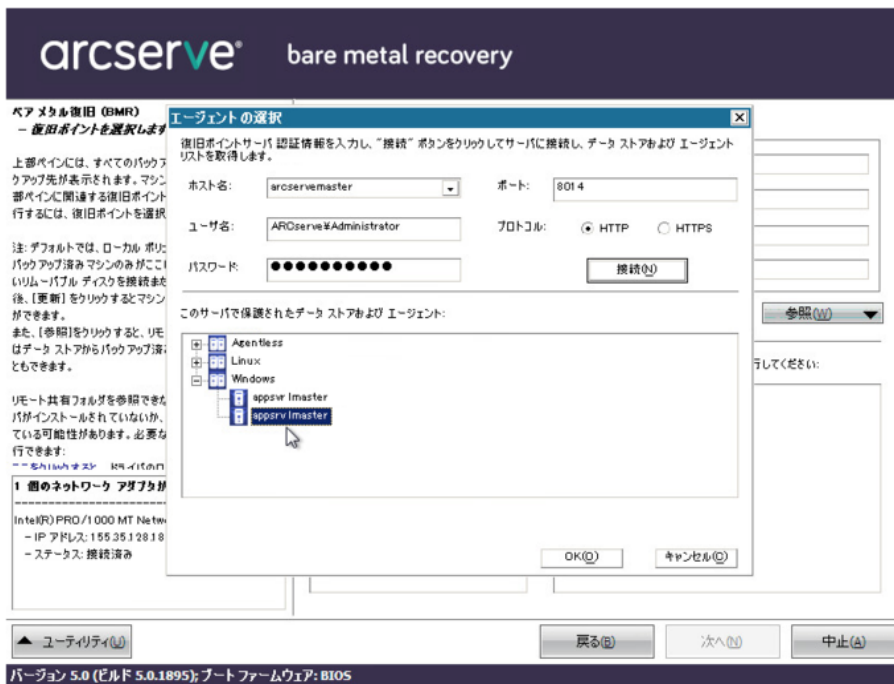 arcserve® bare metal recovery
ベア メタル復旧 (BMR)
- 復旧ポイントを選択します
上部ペインには、すべてのバックア
クアップ先が表示されます。マシン
部ペインに関連する復旧ポイント
行するには、復旧ポイントを選択
注: デフォルトでは、ローカル ボリ
バックアップ済みマシンのみがここ
いリムーバブル ディスクを接続また
後、[更新] をクリックするとマシン
ができます。
また、[参照]をクリックすると、リモ
はデータ ストアからバックアップ済
ともできます。
リモート共有フォルダを参照できな
バがインストールされていないか、
ている可能性があります。必要な
行できます:
ここをクリックすると ドライバのロ
1 個のネットワーク アダプタが
Intel(R) PRO/1000 MT Netw
- IP アドレス: 155.35.128.18
- ステータス: 接続済み
エージェントの選択
復旧ポイントサーバ 認証情報を入力し、"接続" ボタンをクリックしてサーバに接続し、データ ストアおよび エージェント
リストを取得します。
ホスト名: arcservemaster ポート: 8014
ユーザ名: ARCserve¥Administrator プロトコル: HTTP HTTPS
パスワード: ●●●●●●●●●● 接続(N)
このサーバで保護されたデータ ストアおよび エージェント:
Agentless
Linux
Windows
appsvr1master
appsrv1master
OK(O) キャンセル(C)
参照(W)
行してください:
ユーティリティ(U) 戻る(B) 次へ(N) 中止(A)
バージョン 5.0 (ビルド 5.0.1895); ブート ファームウェア: BIOS